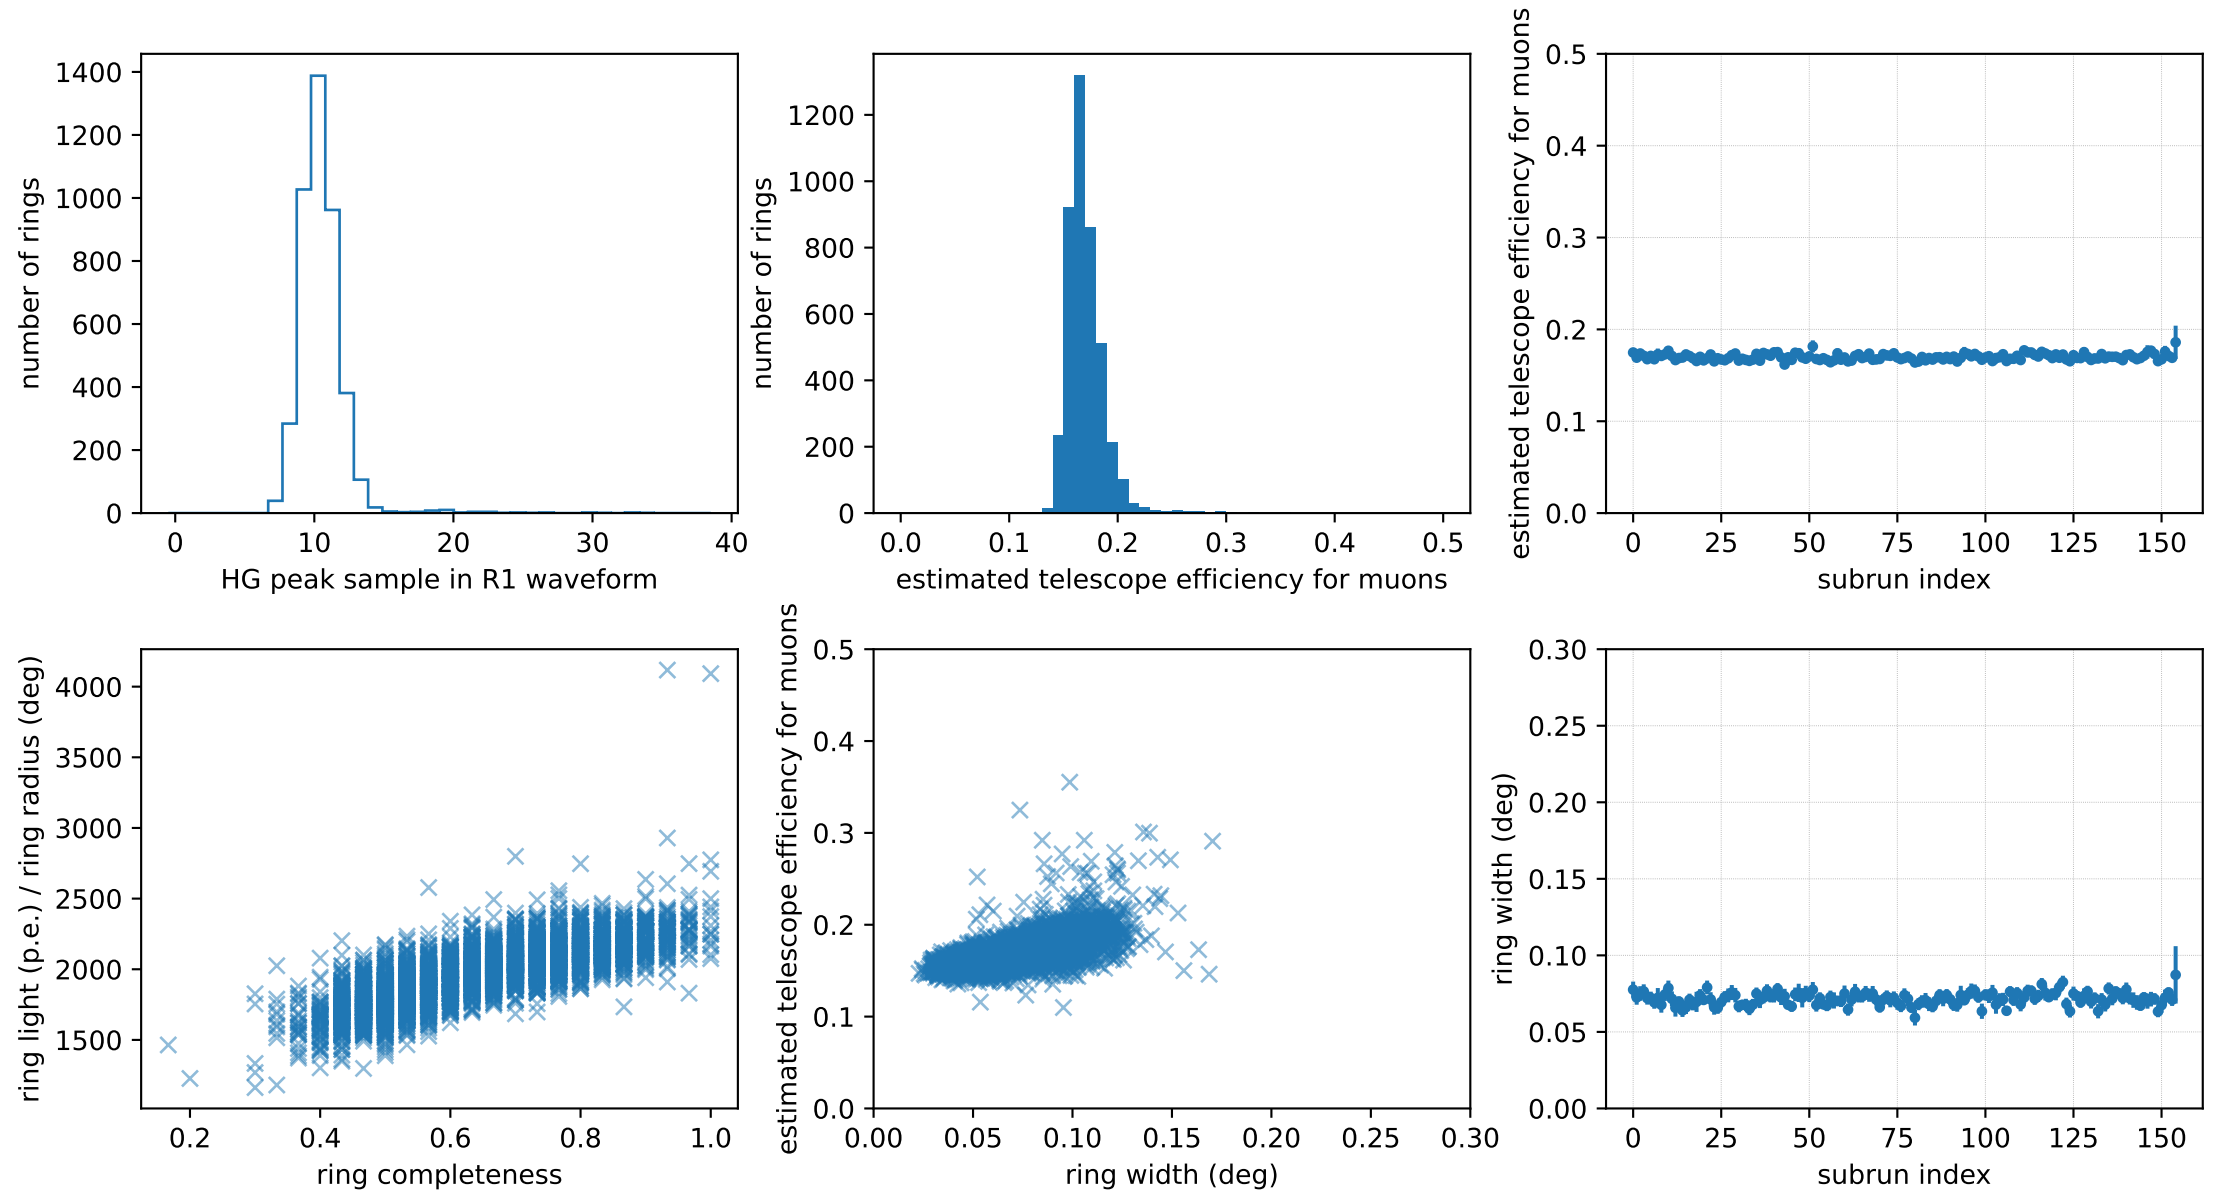 number of rings
1400
1200
1000
800
600
400
200
0
0 10 20 30 40
HG peak sample in R1 waveform
number of rings
1200
1000
800
600
400
200
0
0.0 0.1 0.2 0.3 0.4 0.5
estimated telescope efficiency for muons
estimated telescope efficiency for muons
0.5
0.4
0.3
0.2
0.1
0.0
0 25 50 75 100 125 150
subrun index
ring light (p.e.) / ring radius (deg)
4000
3500
3000
2500
2000
1500
0.2 0.4 0.6 0.8 1.0
ring completeness
estimated telescope efficiency for muons
0.5
0.4
0.3
0.2
0.1
0.0
0.00 0.05 0.10 0.15 0.20 0.25 0.30
ring width (deg)
ring width (deg)
0.30
0.25
0.20
0.15
0.10
0.05
0.00
0 25 50 75 100 125 150
subrun index